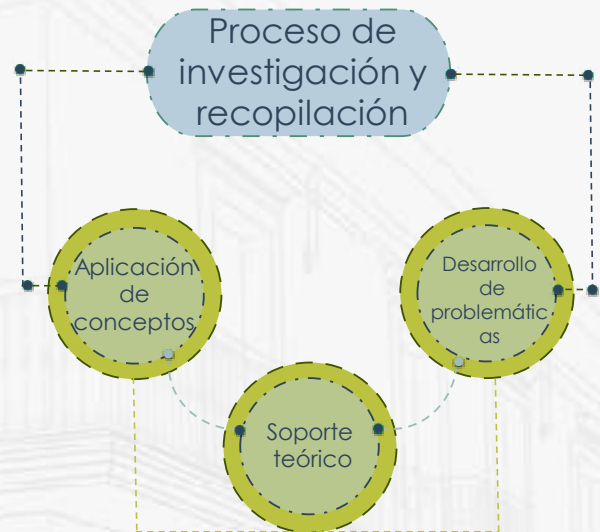 Proceso de
investigación y
recopilación
Aplicación
de
conceptos
Desarrollo
de
problemátic
as
Soporte
teórico